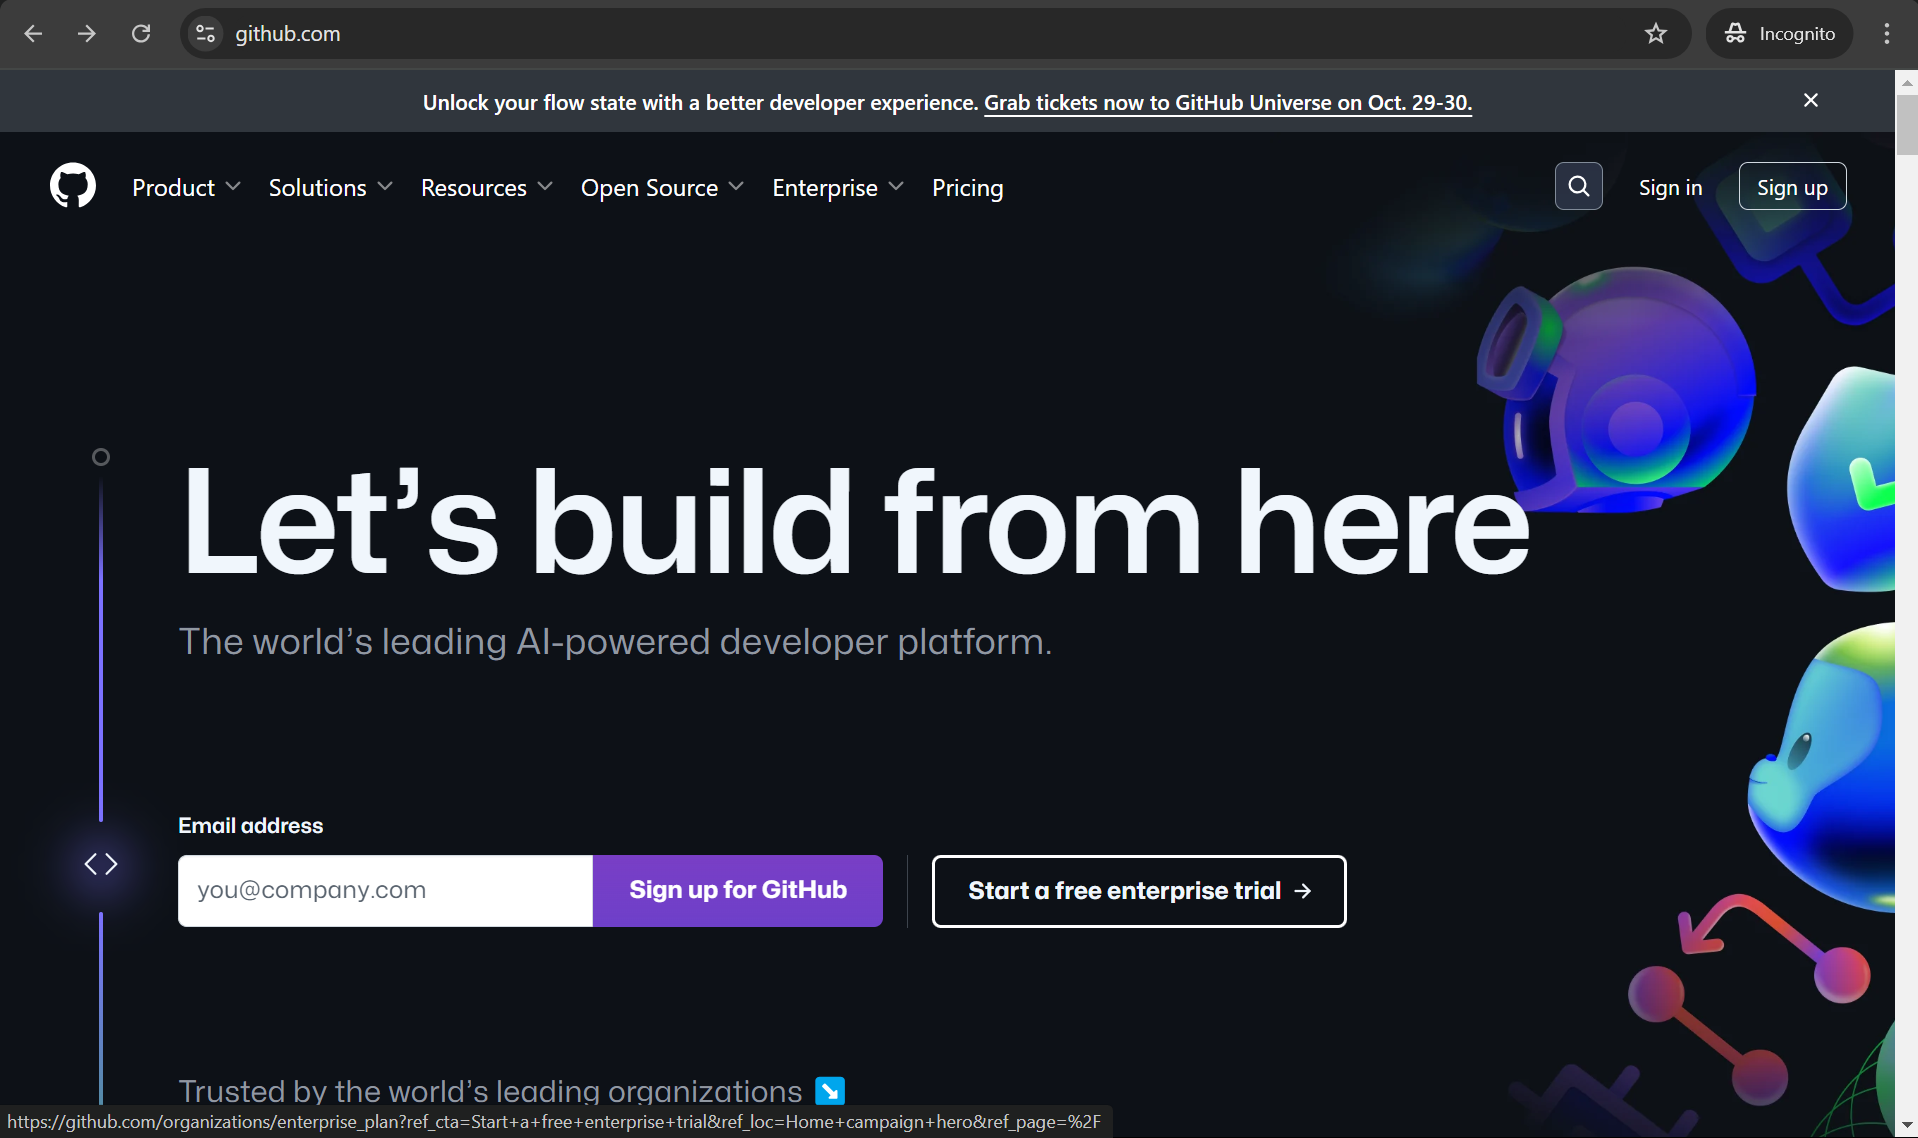 github.com
Incognito
Unlock your flow state with a better developer experience. Grab tickets now to GitHub Universe on Oct. 29-30.
Product Solutions Resources Open Source Enterprise Pricing Sign in Sign up
Let’s build from here
The world’s leading AI-powered developer platform.
Email address
you@company.com Sign up for GitHub Start a free enterprise trial →
Trusted by the world’s leading organizations ↘
https://github.com/organizations/enterprise_plan?ref_cta=Start+a+free+enterprise+trial&ref_loc=Home+campaign+hero&ref_page=%2F